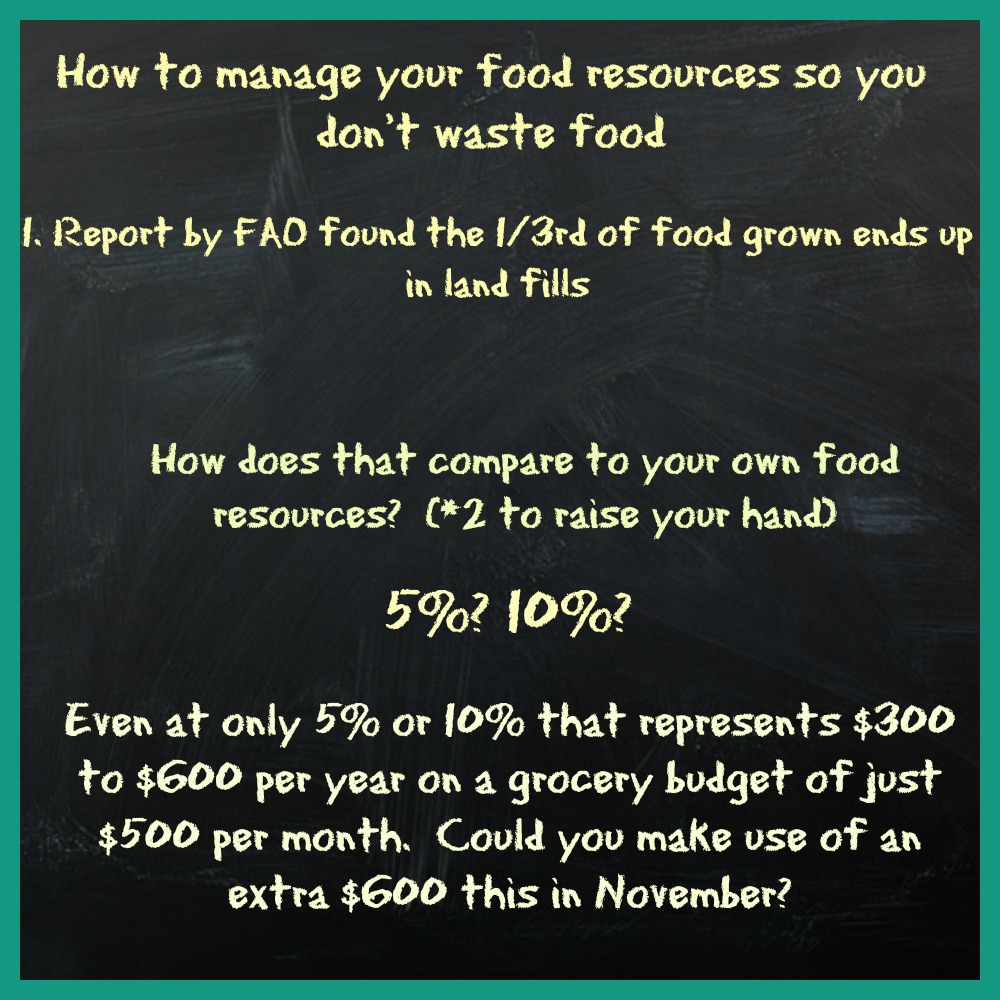 How to manage your food resources so you
don't waste food
1. Report by FAO found the 1/3rd of food grown ends up
in land fills
How does that compare to your own food
resources? (*2 to raise your hand)
5%? 10%?
Even at only 5% or 10% that represents $300
to $600 per year on a grocery budget of just
$500 per month. Could you make use of an
extra $600 this in November?